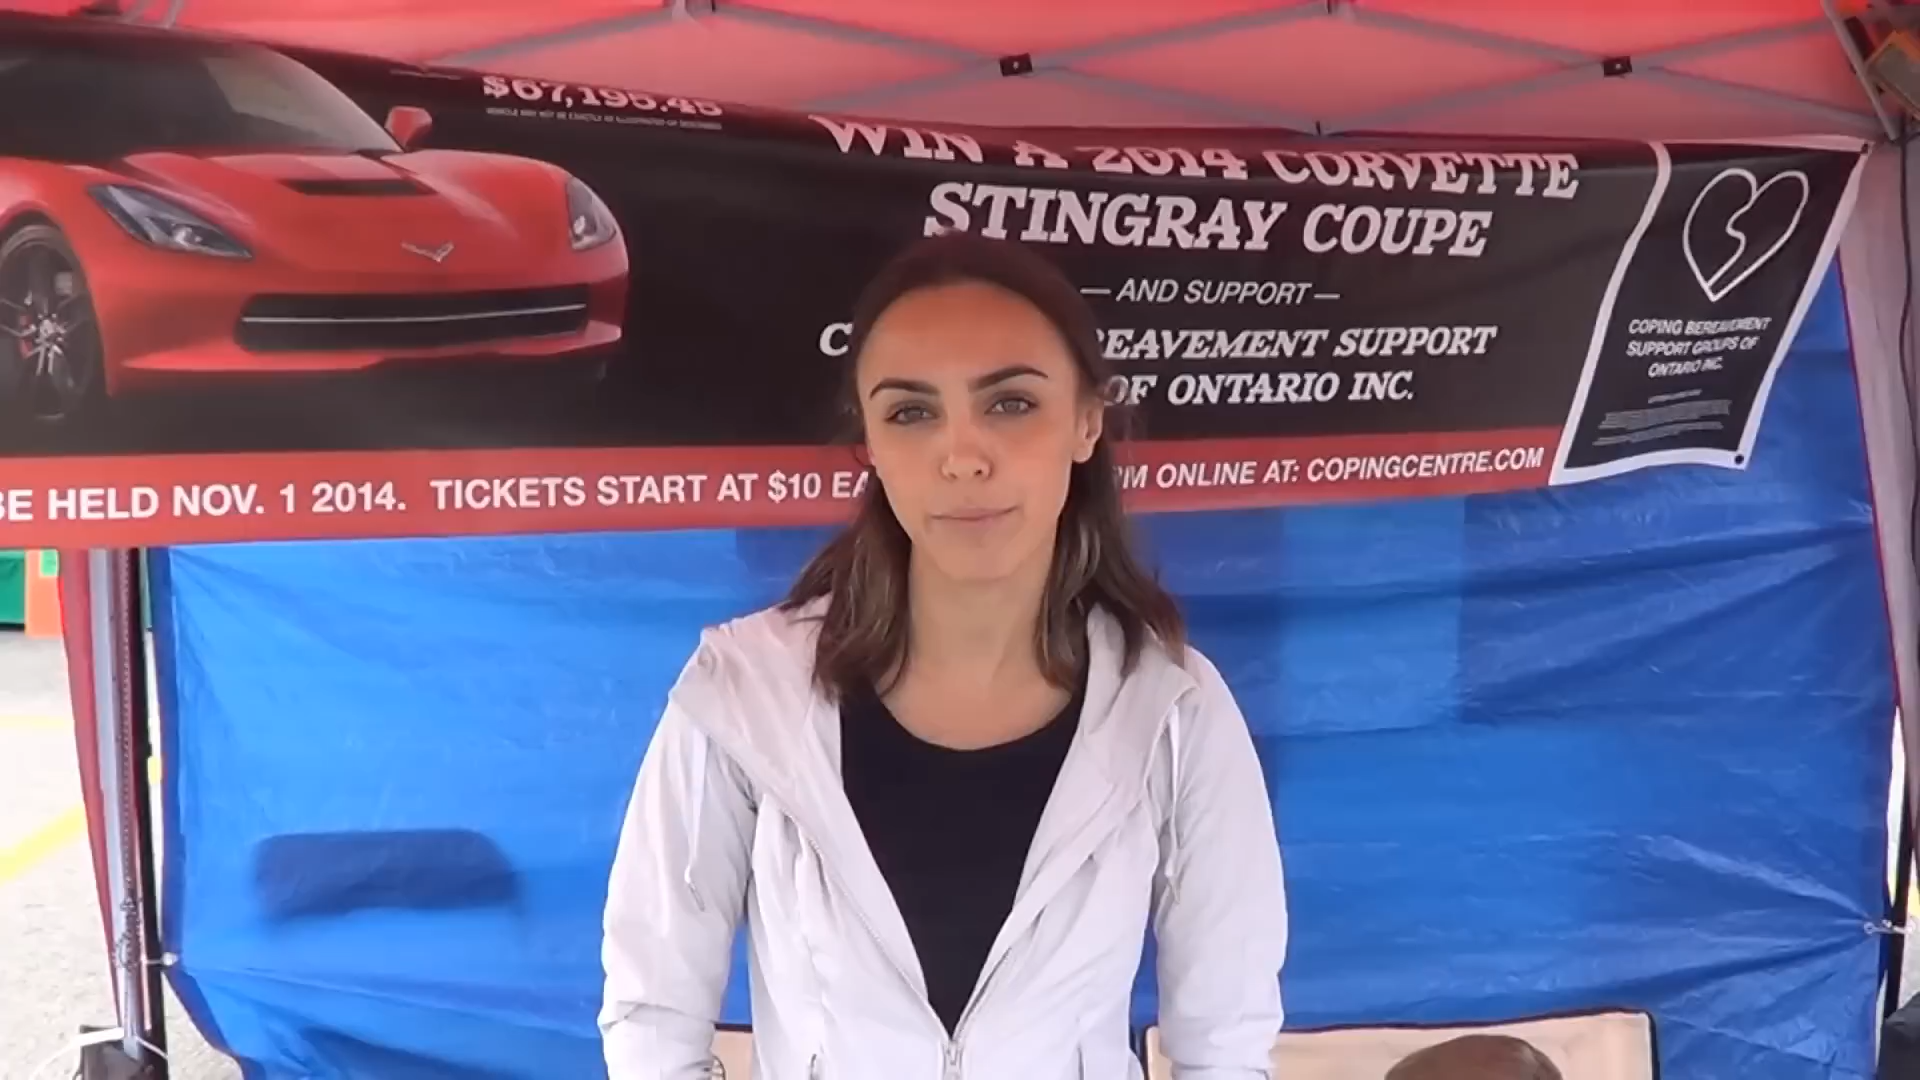 $67,195.45
WIN A 2014 CORVETTE
STINGRAY COUPE
— AND SUPPORT —
C EAVEMENT SUPPORT
OF ONTARIO INC.
BE HELD NOV. 1 2014. TICKETS START AT $10 EA M ONLINE AT: COPINGCENTRE.COM
COPING BEREAVEMENT
SUPPORT GROUPS OF
ONTARIO INC.